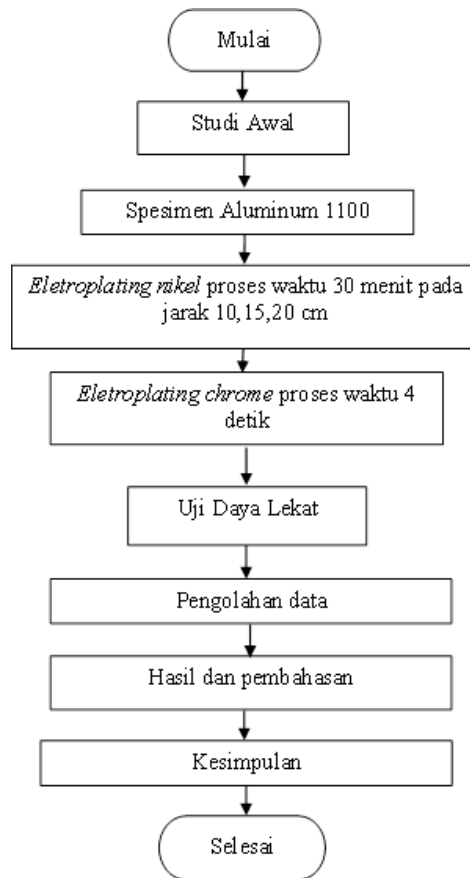 Mulai
Studi Awal
Spesimen Aluminum 1100
Eletroplating nikel proses waktu 30 menit pada
jarak 10,15,20 cm
Eletroplating chrome proses waktu 4
detik
Uji Daya Lekat
Pengolahan data
Hasil dan pembahasan
Kesimpulan
Selesai